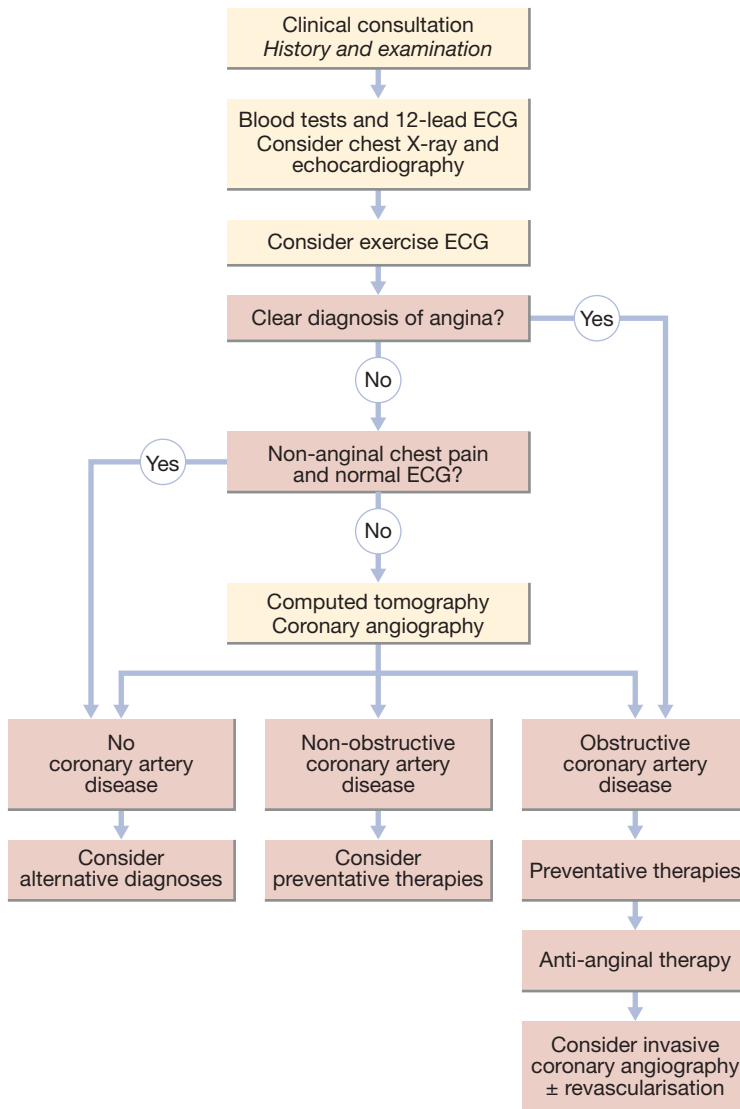 Clinical consultation
History and examination
Blood tests and 12-lead ECG
Consider chest X-ray and
echocardiography
Consider exercise ECG
Clear diagnosis of angina?
Yes
No
Non-anginal chest pain
and normal ECG?
Yes
No
Computed tomography
Coronary angiography
No
coronary artery
disease
Non-obstructive
coronary artery
disease
Obstructive
coronary artery
disease
Consider
alternative diagnoses
Consider
preventative therapies
Preventative therapies
Anti-anginal therapy
Consider invasive
coronary angiography
± revascularisation